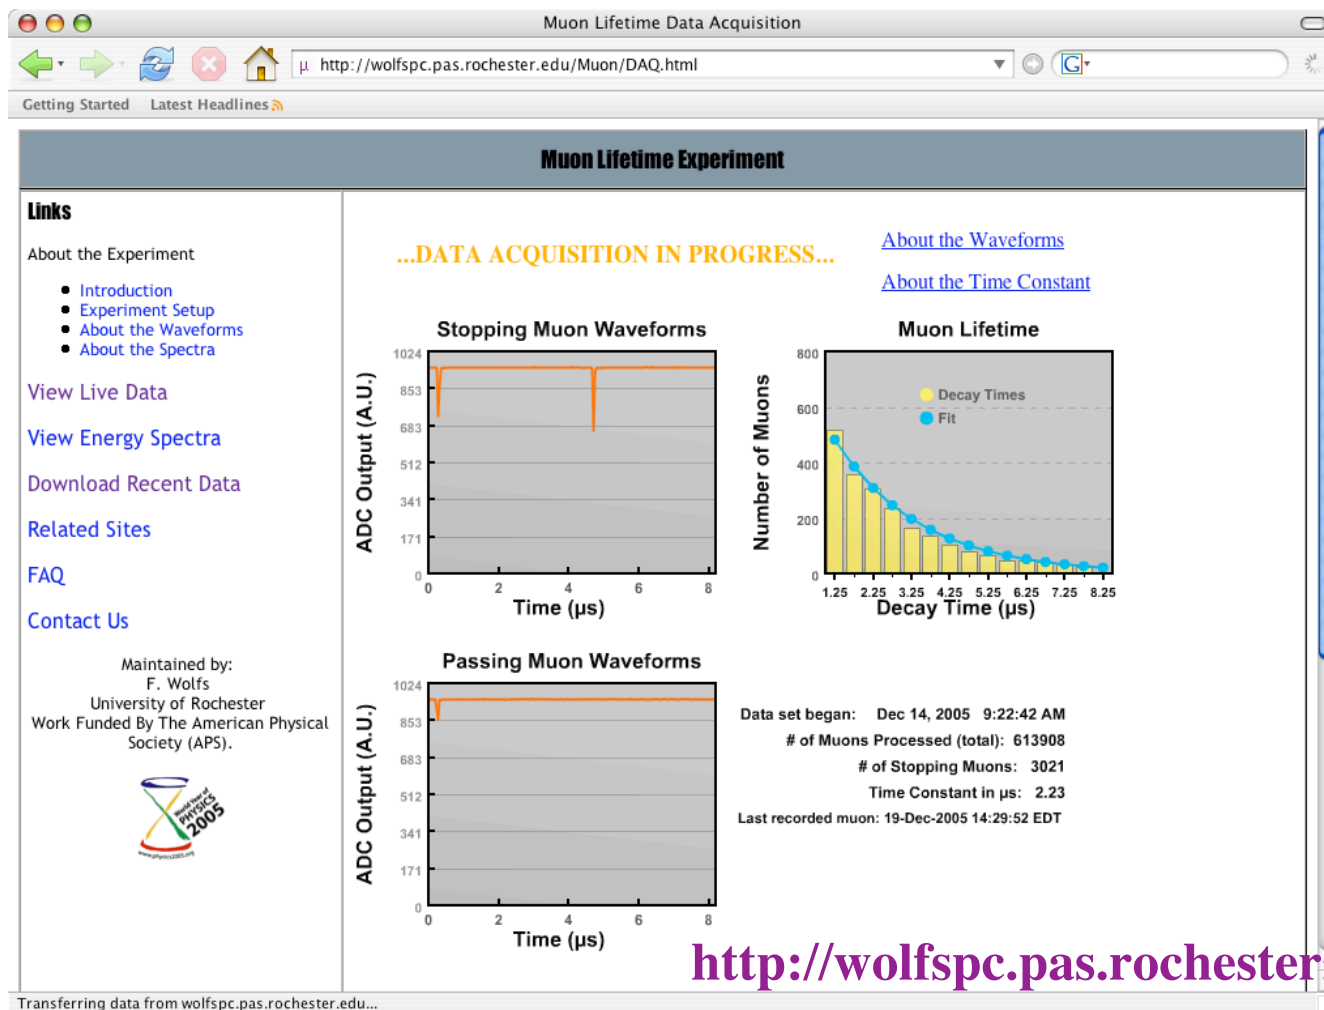 Muon Lifetime Data Acquisition
µ http://wolfspc.pas.rochester.edu/Muon/DAQ.html
G
Getting Started Latest Headlines
Muon Lifetime Experiment
Links
About the Experiment
Introduction
Experiment Setup
About the Waveforms
About the Spectra
View Live Data
View Energy Spectra
Download Recent Data
Related Sites
FAQ
Contact Us
Maintained by:
F. Wolfs
University of Rochester
Work Funded By The American Physical
Society (APS).
World Year of
PHYSICS
2005
www.physics2005.org
...DATA ACQUISITION IN PROGRESS...
About the Waveforms
About the Time Constant
Stopping Muon Waveforms
ADC Output (A.U.)
1024
853
683
512
341
171
0
0 2 4 6 8
Time (µs)
Muon Lifetime
Number of Muons
800
600
400
200
0
Decay Times
Fit
1.25 2.25 3.25 4.25 5.25 6.25 7.25 8.25
Decay Time (µs)
Passing Muon Waveforms
ADC Output (A.U.)
1024
853
683
512
341
171
0
0 2 4 6 8
Time (µs)
Data set began: Dec 14, 2005 9:22:42 AM
# of Muons Processed (total): 613908
# of Stopping Muons: 3021
Time Constant in µs: 2.23
Last recorded muon: 19-Dec-2005 14:29:52 EDT
http://wolfspc.pas.rochester
Transferring data from wolfspc.pas.rochester.edu...